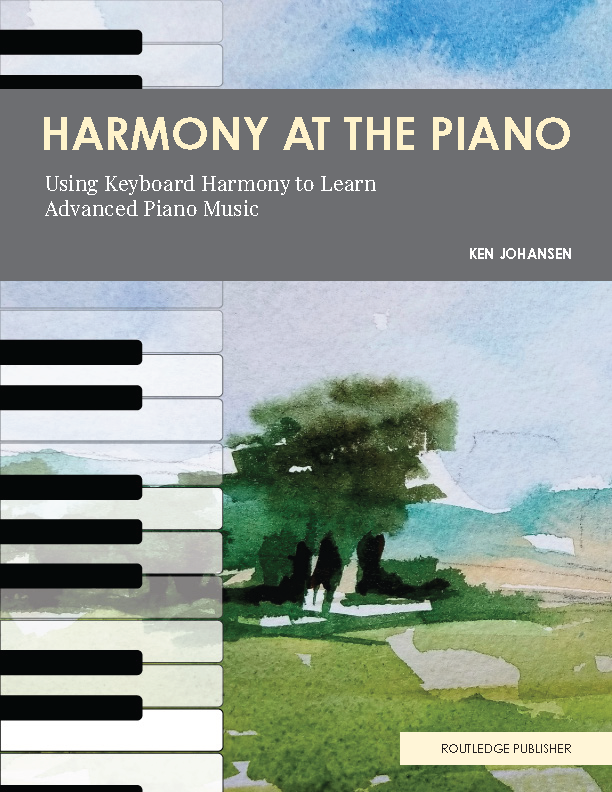 HARMONY AT THE PIANO
Using Keyboard Harmony to Learn
Advanced Piano Music
KEN JOHANSEN
ROUTLEDGE PUBLISHER